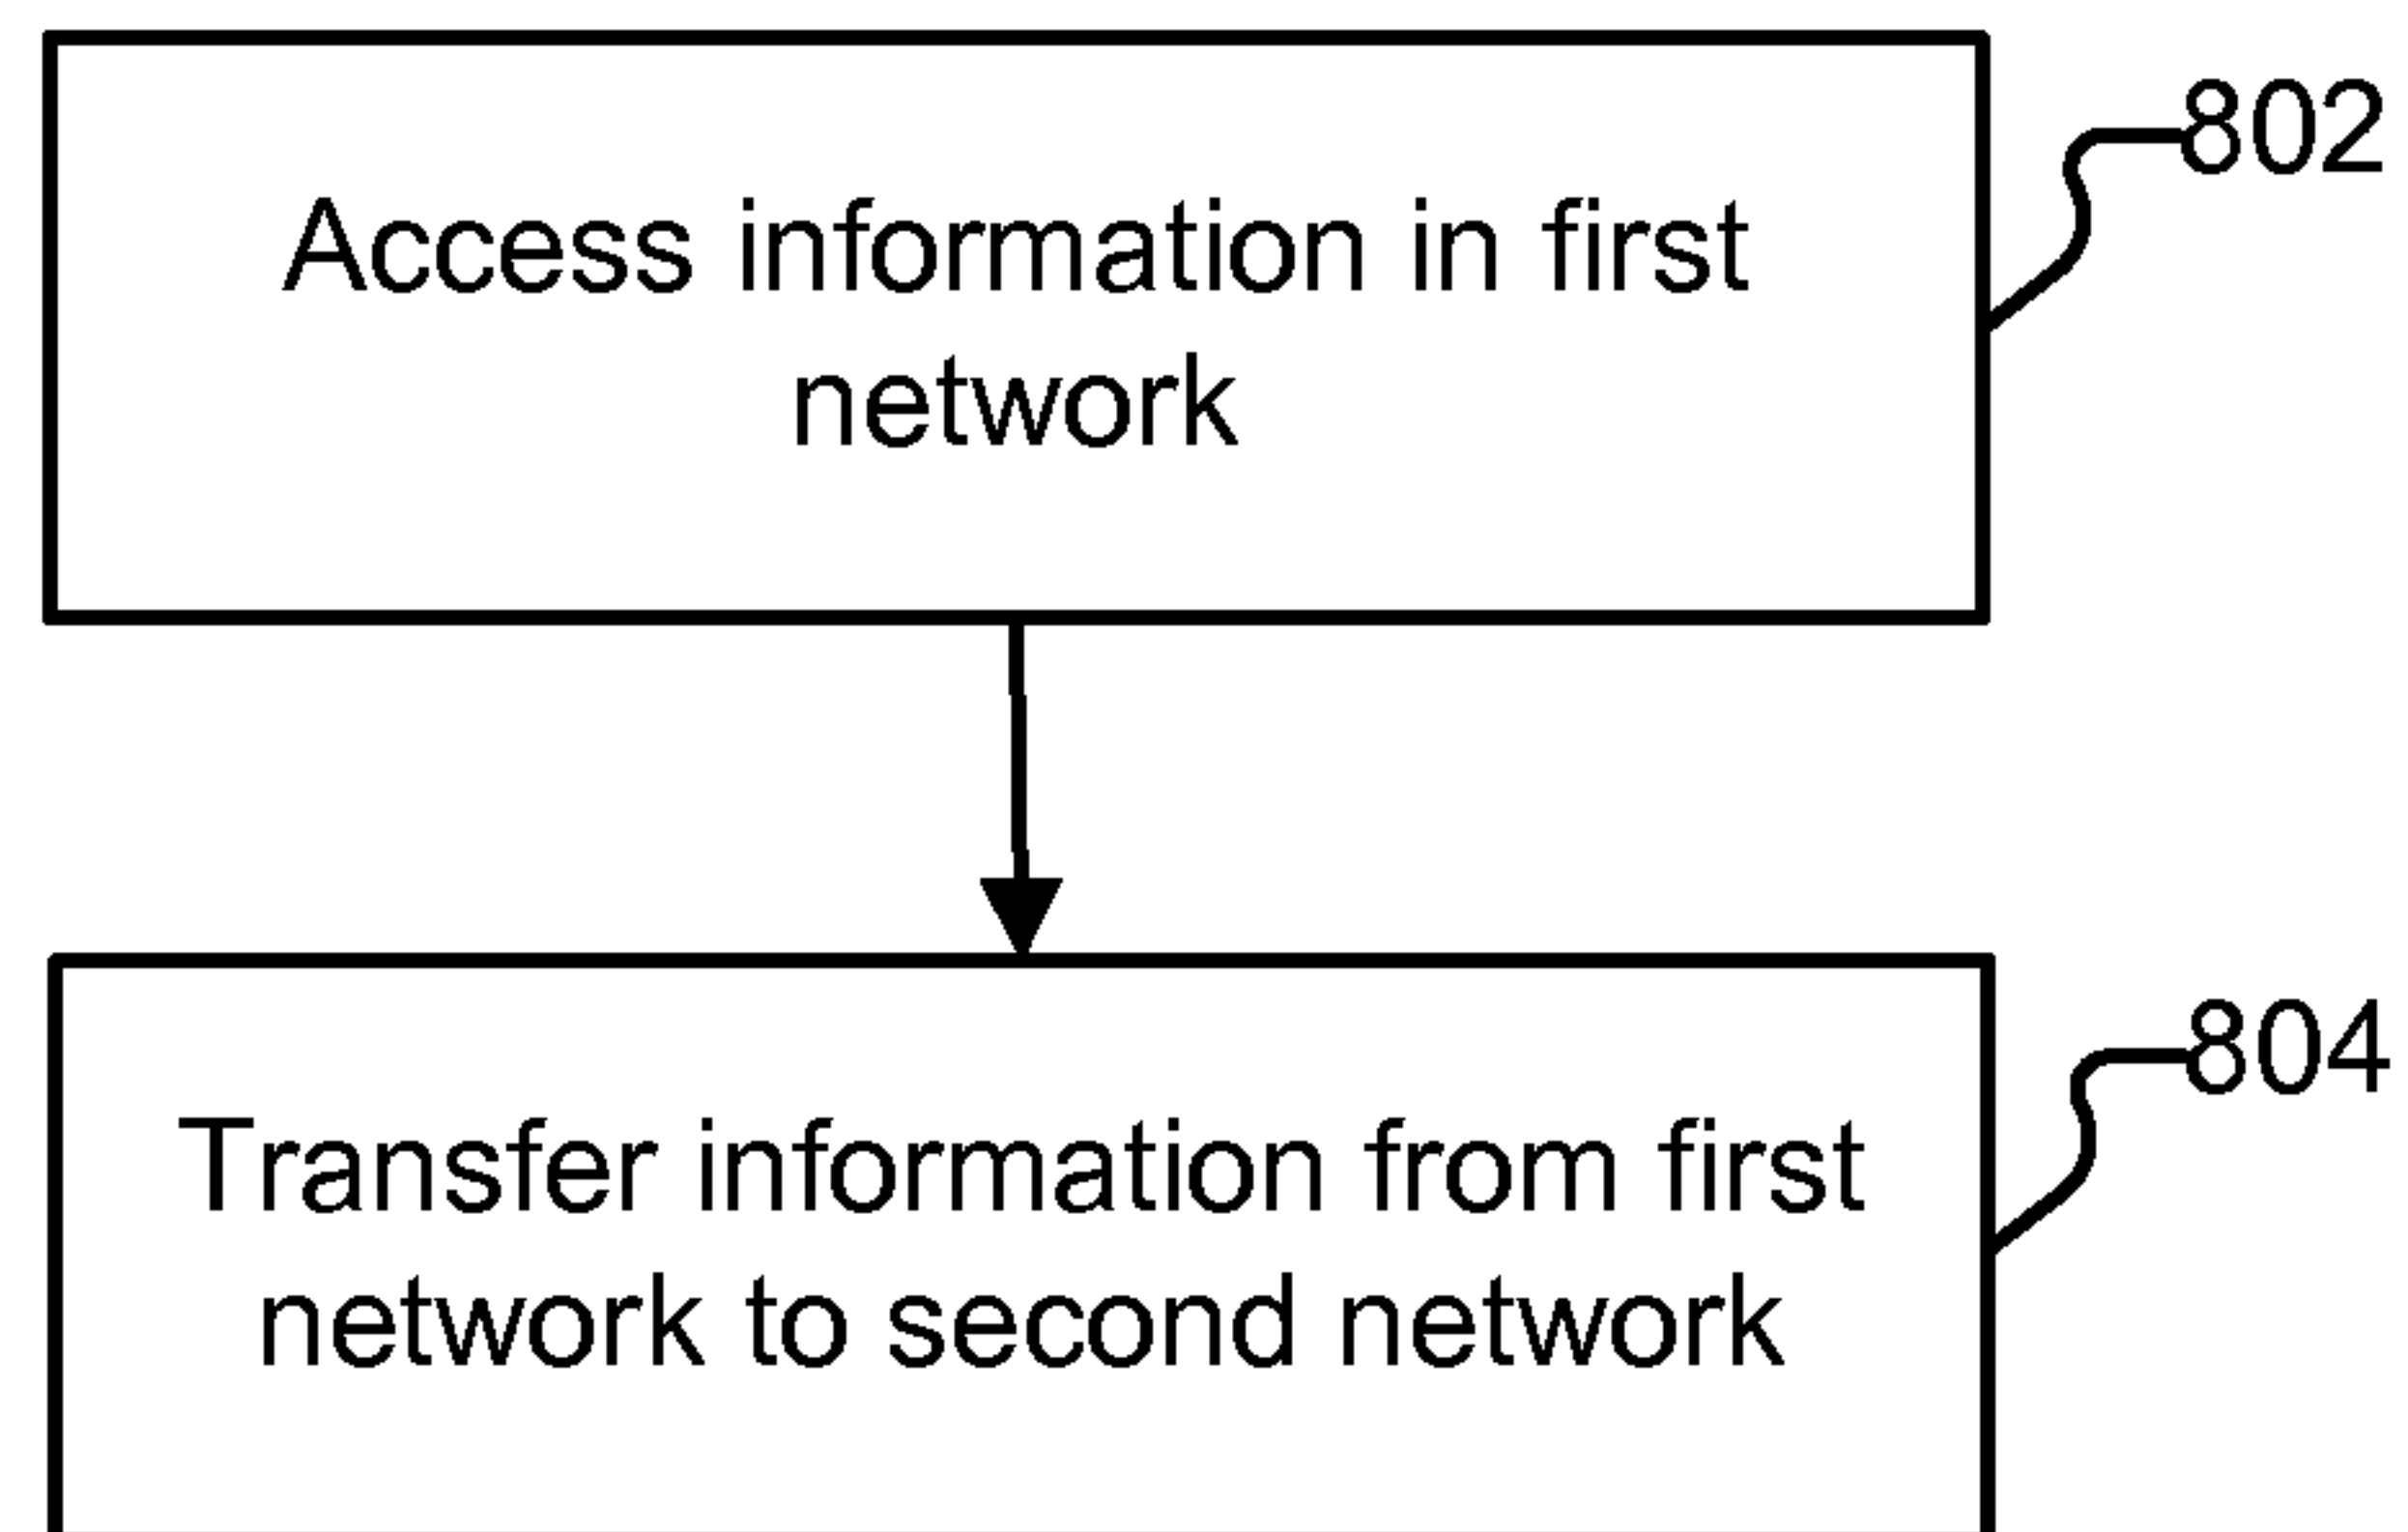 802
Access information in first
network
804
Transfer information from first
network to second network